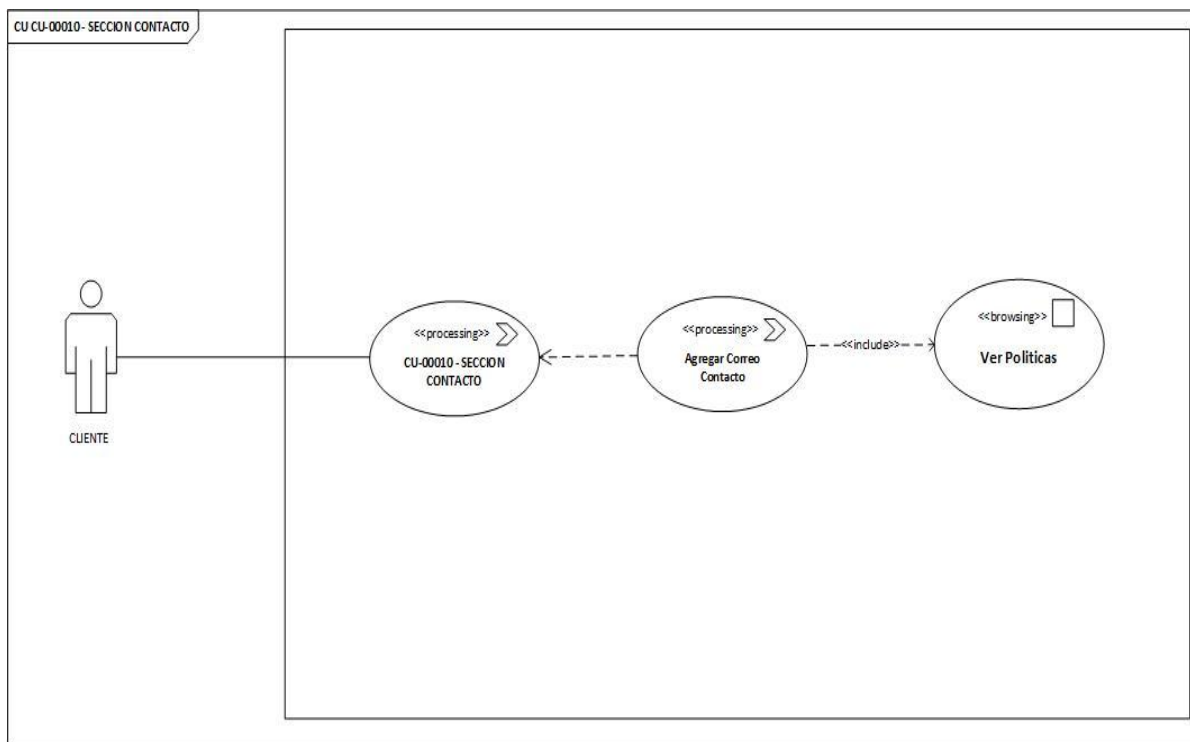 CU CU-00010 - SECCION CONTACTO
<<processing>>
CU-00010 - SECCION
CONTACTO
<<processing>>
Agregar Correo
Contacto
<<include>>
<<browsing>>
Ver Politicas
CLIENTE